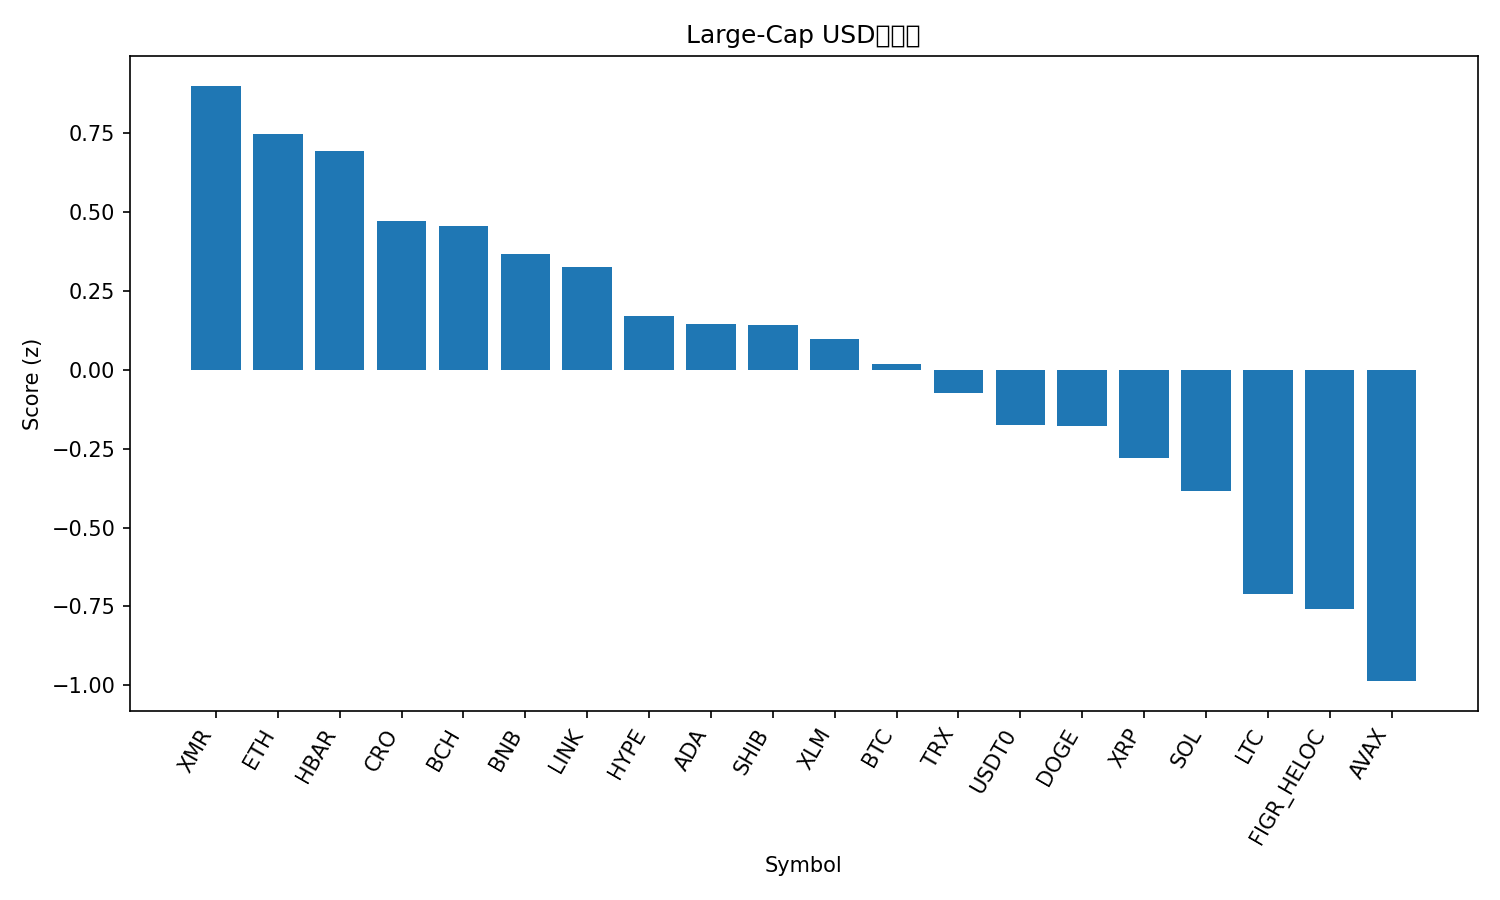 Large-Cap USD
Score (z)
0.75
0.50
0.25
0.00
−0.25
−0.50
−0.75
−1.00
XMR
ETH
HBAR
CRO
BCH
BNB
LINK
HYPE
ADA
SHIB
XLM
BTC
TRX
USDT0
DOGE
XRP
SOL
LTC
FIGR_HELOC
AVAX
Symbol